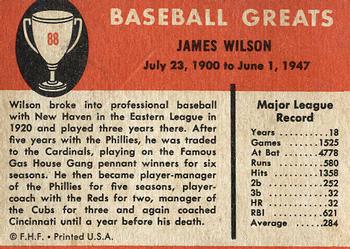 88
BASEBALL GREATS
JAMES WILSON
July 23, 1900 to June 1, 1947
Wilson broke into professional baseball
with New Haven in the Eastern League in
1920 and played three years there. After
five years with the Phillies, he was traded
to the Cardinals, playing on the Famous
Gas House Gang pennant winners for six
seasons. He then became player-manager
of the Phillies for five seasons, player-
coach with the Reds for two, manager of
the Cubs for three and again coached
Cincinnati until a year before his death.
© F.H.F. • Printed U.S.A.
Major League
Record
Years 18
Games 1525
At Bat 4778
Runs 580
Hits 1358
2b 252
3b 32
HR 32
RBI 621
Average .284